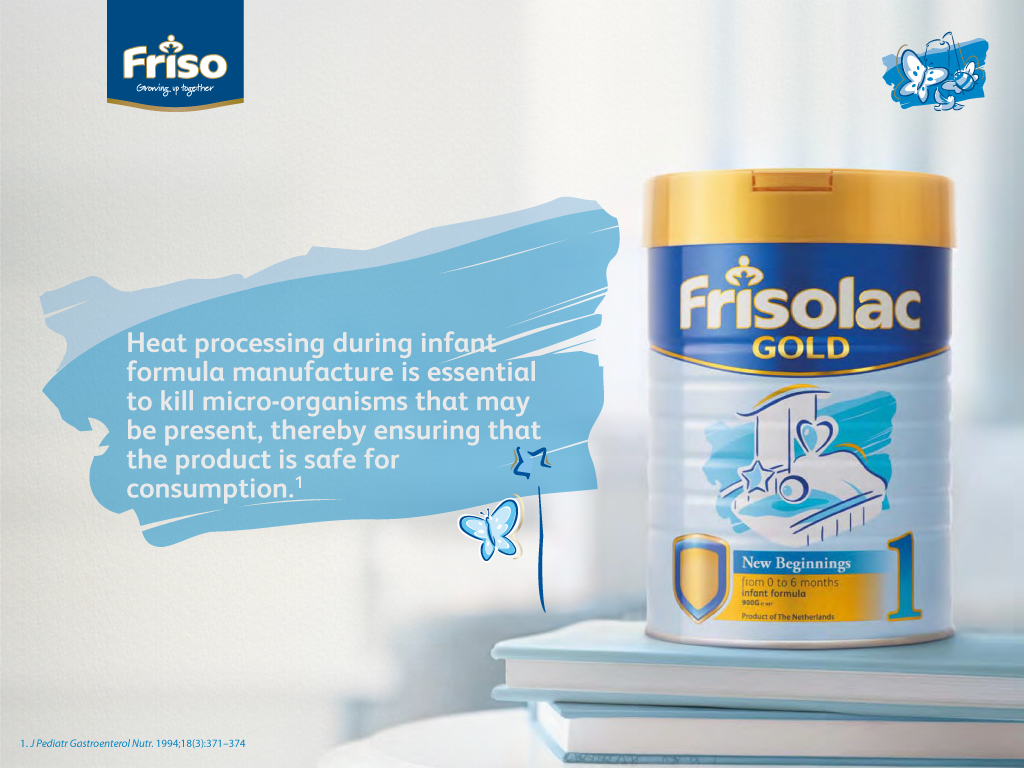 Friso
Growing up together
Heat processing during infant
formula manufacture is essential
to kill micro-organisms that may
be present, thereby ensuring that
the product is safe for
consumption.1
Frisolac
GOLD
New Beginnings
from 0 to 6 months
infant formula
900G
Product of The Netherlands
1
1. J Pediatr Gastroenterol Nutr. 1994;18(3):371–374